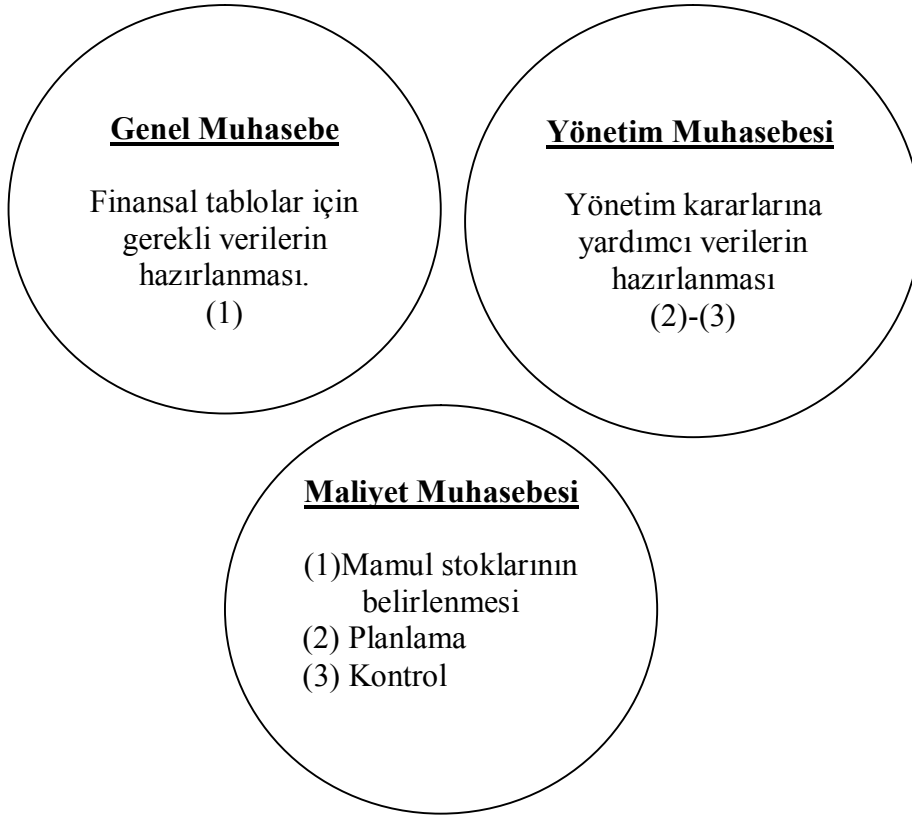 Genel Muhasebe
Finansal tablolar için
gerekli verilerin
hazırlanması.
(1)
Yönetim Muhasebesi
Yönetim kararlarına
yardımcı verilerin
hazırlanması
(2)-(3)
Maliyet Muhasebesi
(1)Mamul stoklarının
belirlenmesi
(2) Planlama
(3) Kontrol